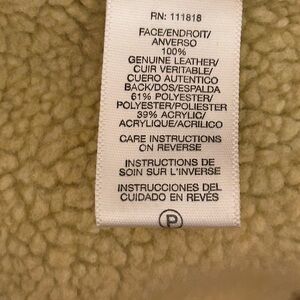 RN: 111818
FACE/ENDROIT/
ANVERSO
100%
GENUINE LEATHER/
CUIR VERITABLE/
CUERO AUTENTICO
BACK/DOS/ESPALDA
61% POLYESTER/
POLYESTER/POLIESTER
39% ACRYLIC/
ACRYLIQUE/ACRILICO
CARE INSTRUCTIONS
ON REVERSE
INSTRUCTIONS DE
SOIN SUR L'INVERSE
INSTRUCCIONES DEL
CUIDADO EN REVÉS
P